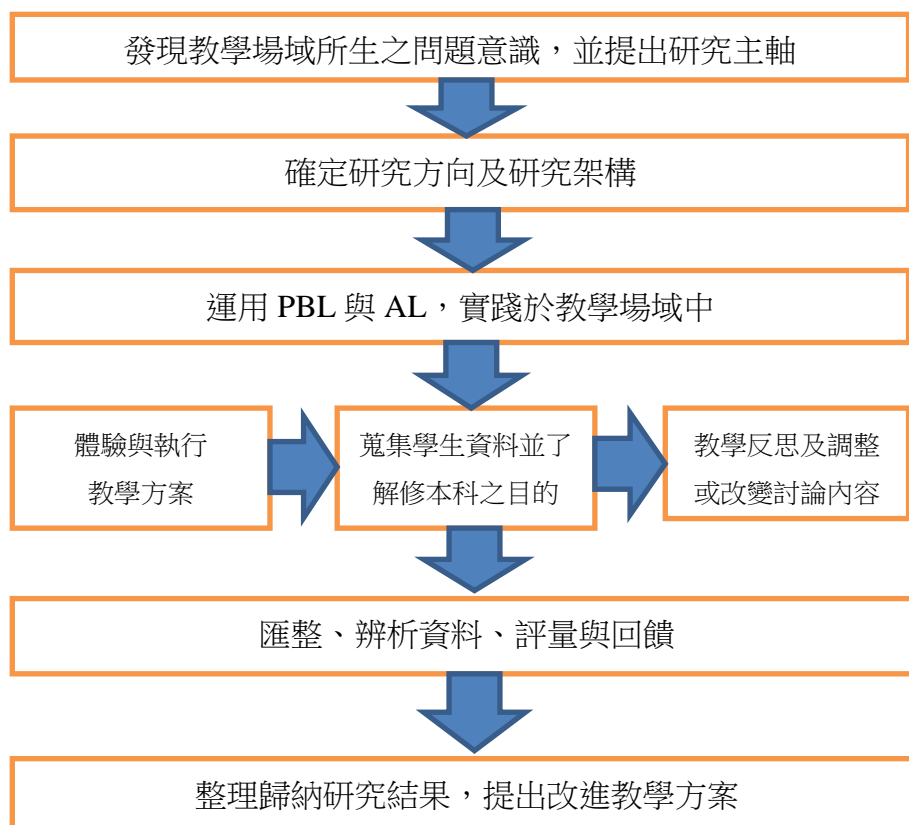 發現教學場域所生之問題意識，並提出研究主軸
確定研究方向及研究架構
運用 PBL 與 AL，實踐於教學場域中
體驗與執行
教學方案
蒐集學生資料並了
解修本科之目的
教學反思及調整
或改變討論內容
匯整、辨析資料、評量與回饋
整理歸納研究結果，提出改進教學方案